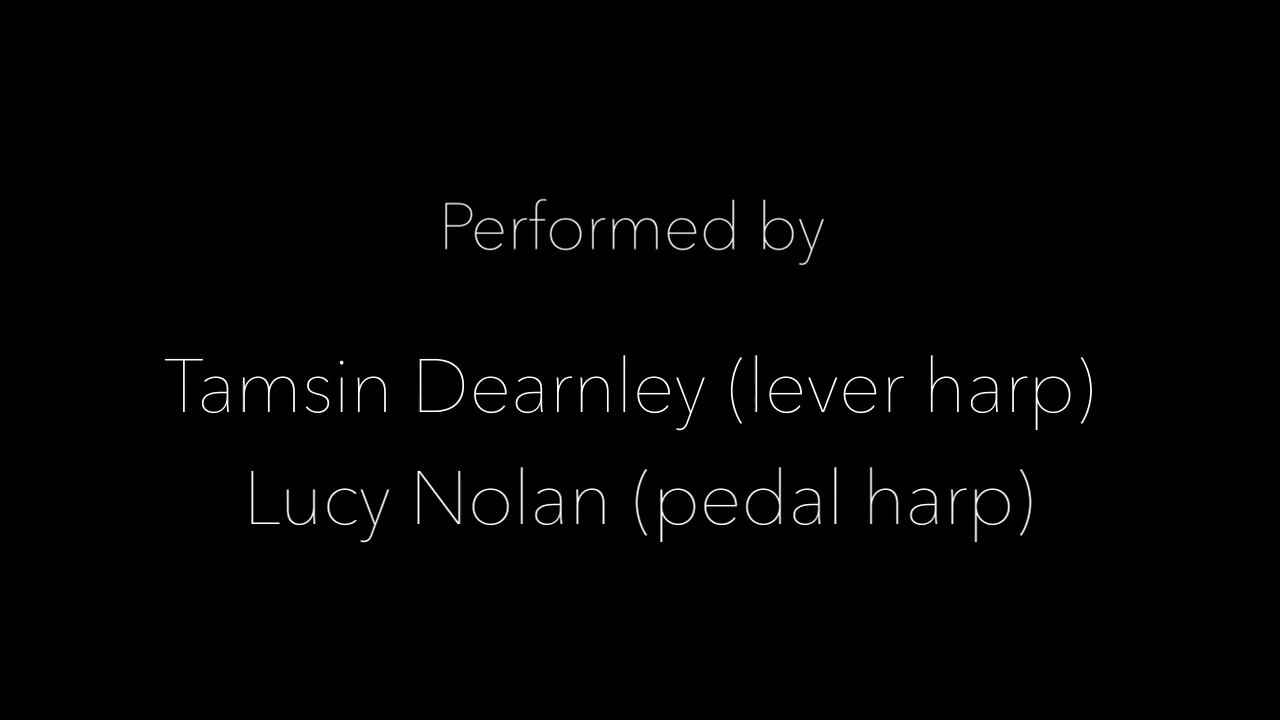 Performed by
Tamsin Dearnley (lever harp)
Lucy Nolan (pedal harp)